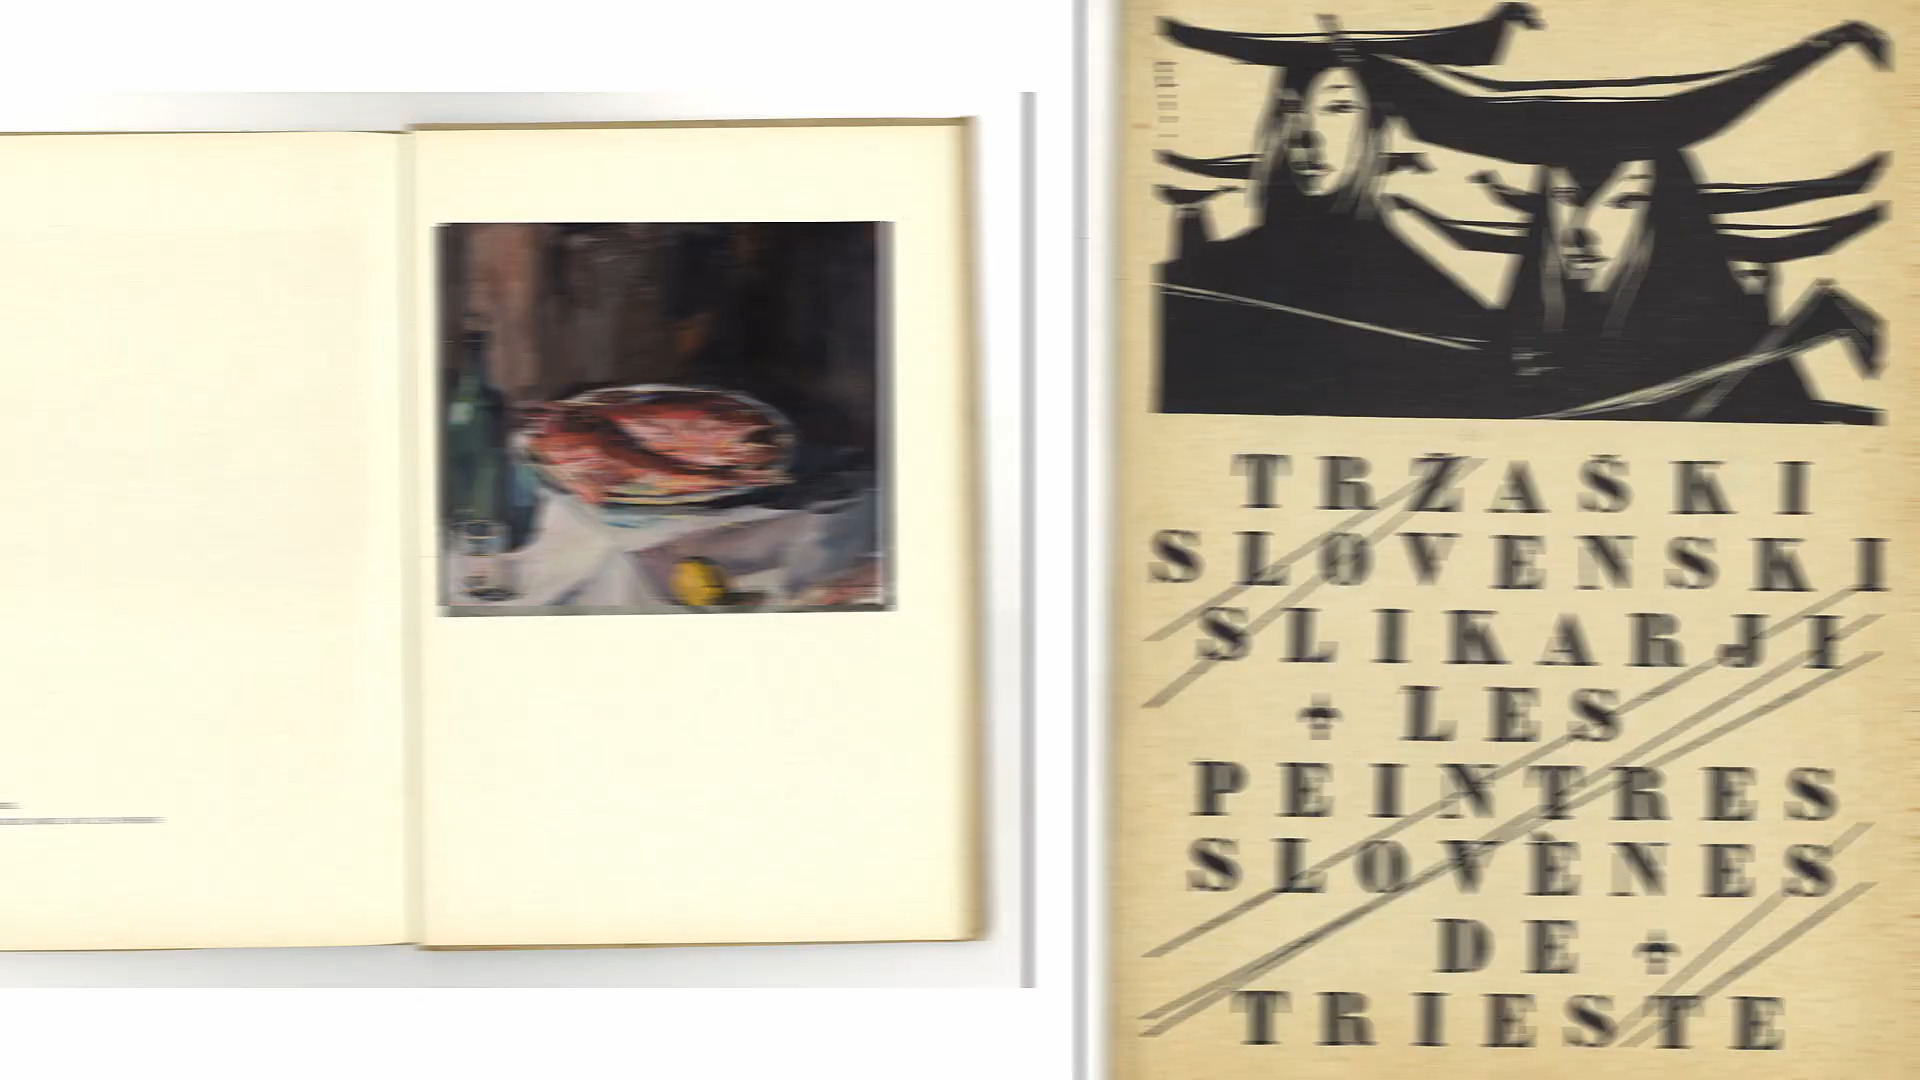 TRŽAŠKI
SLOVENSKI
SLIKARJI
LES
PEINTRES
SLOVÈNES
DE
TRIESTE